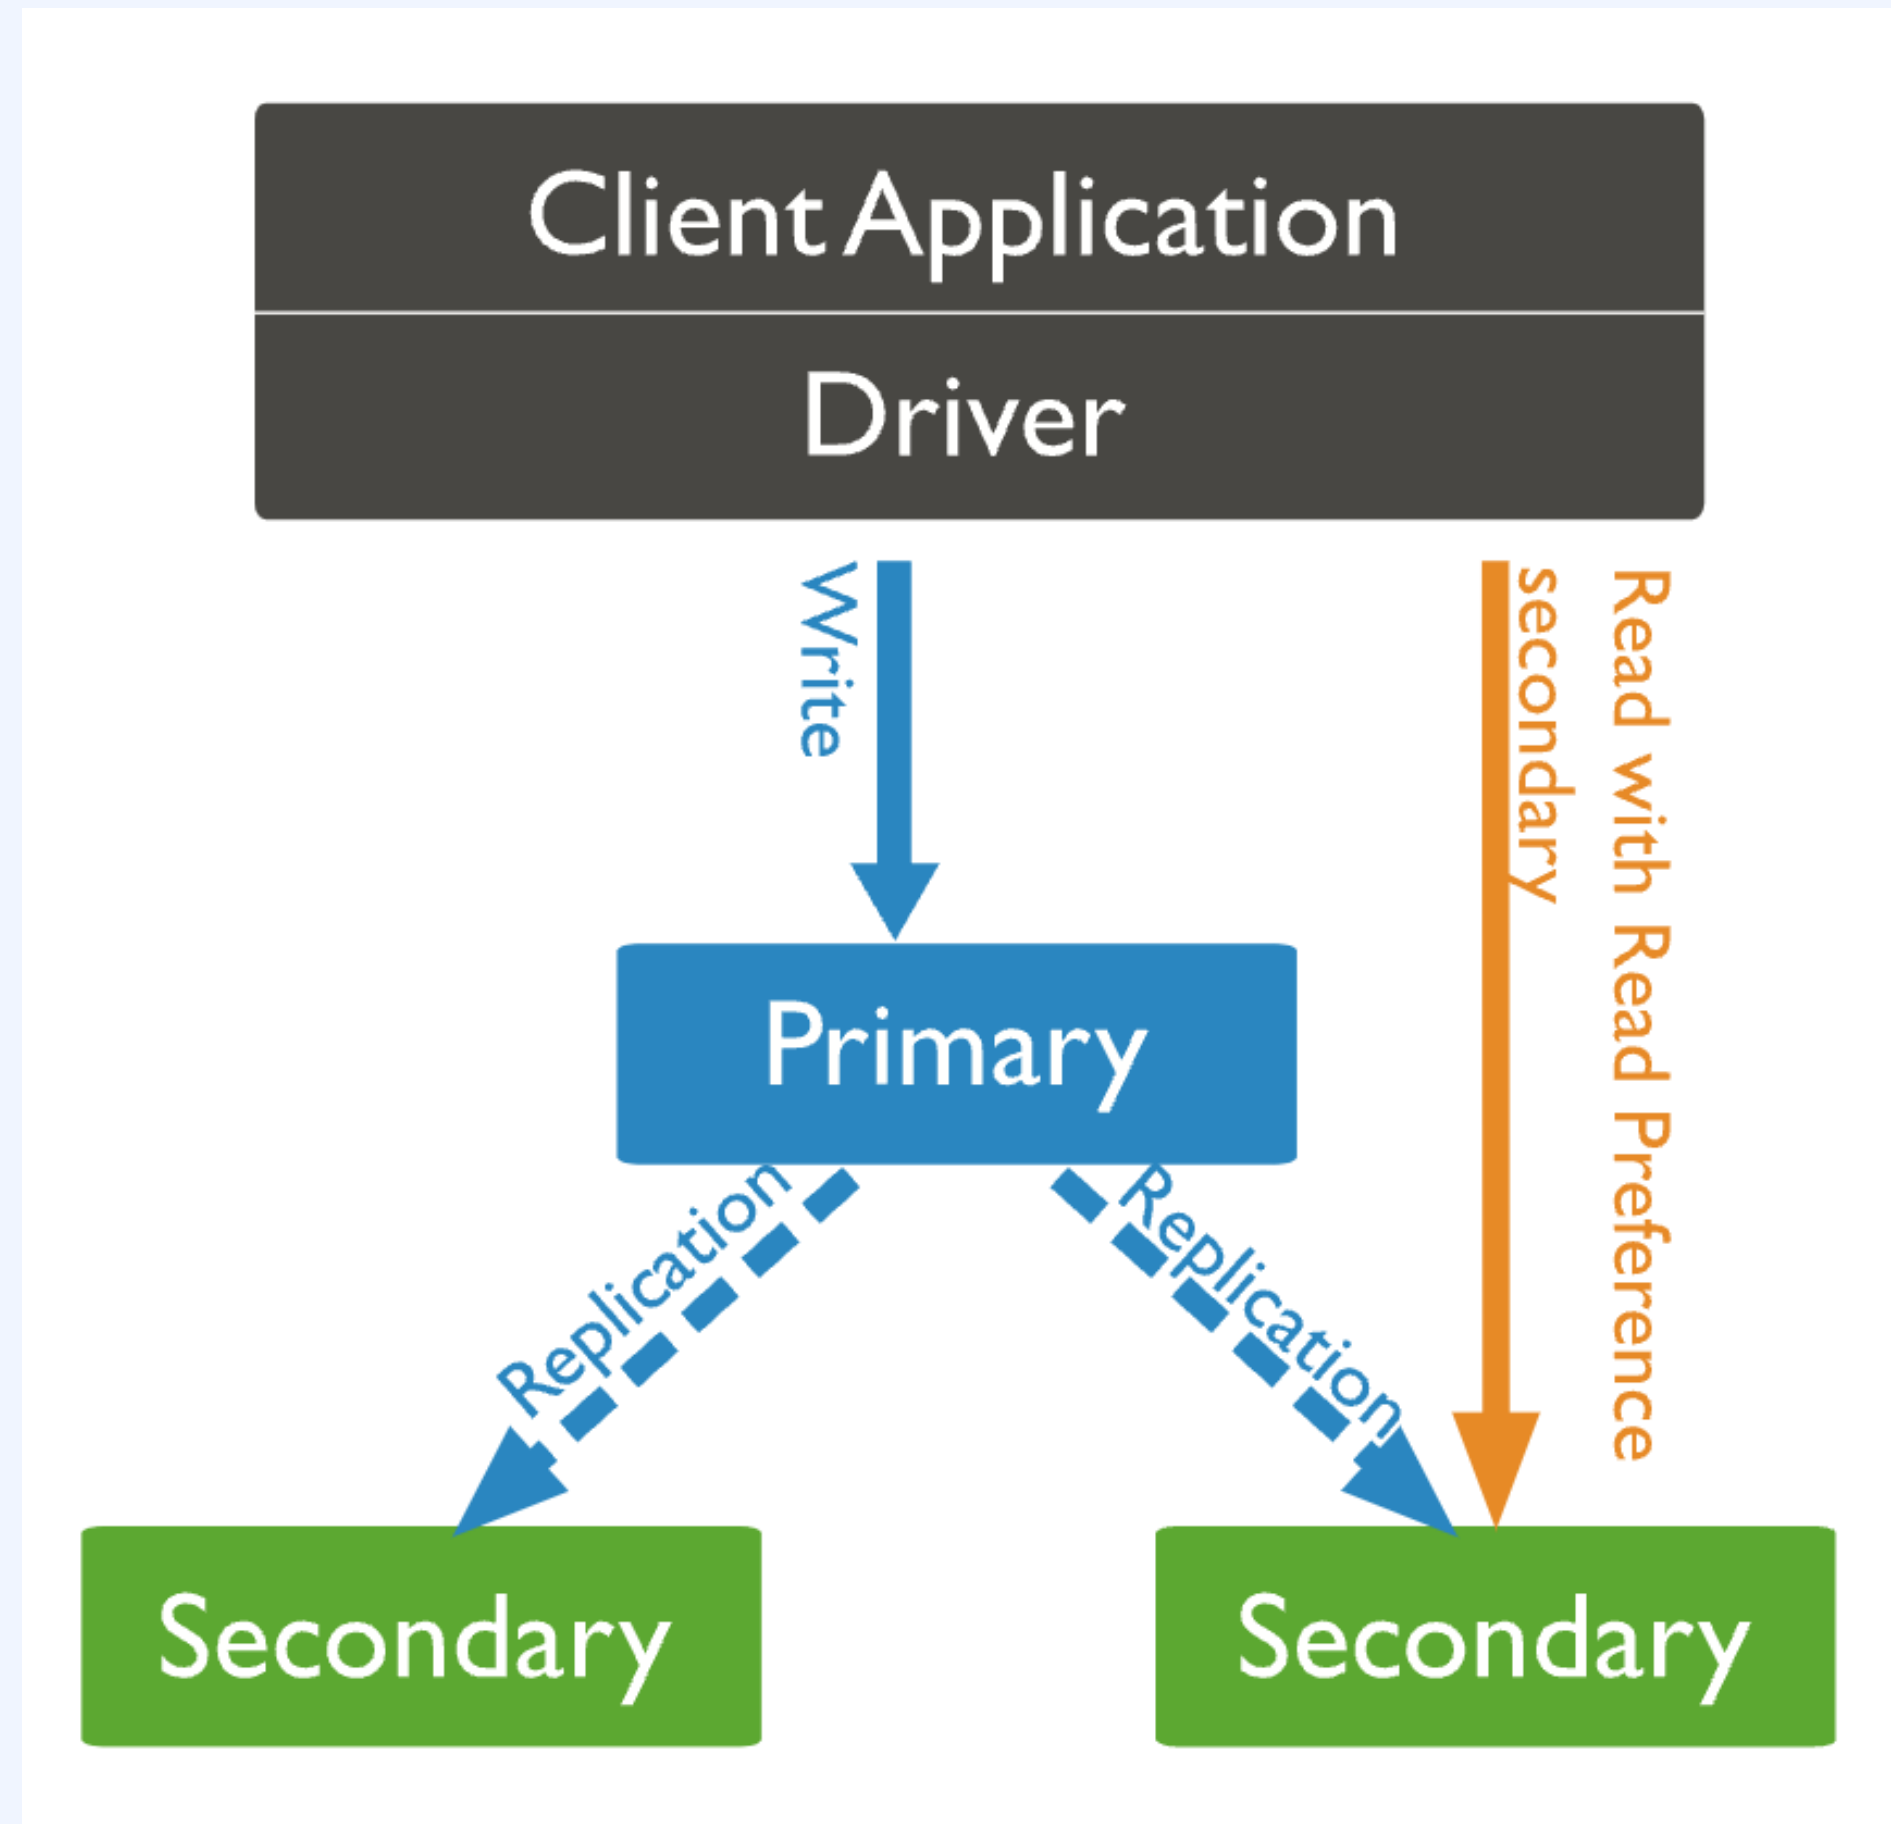 Client Application
Driver
Write
Read with Read Preference
secondary
Primary
Replication
Replication
Secondary
Secondary